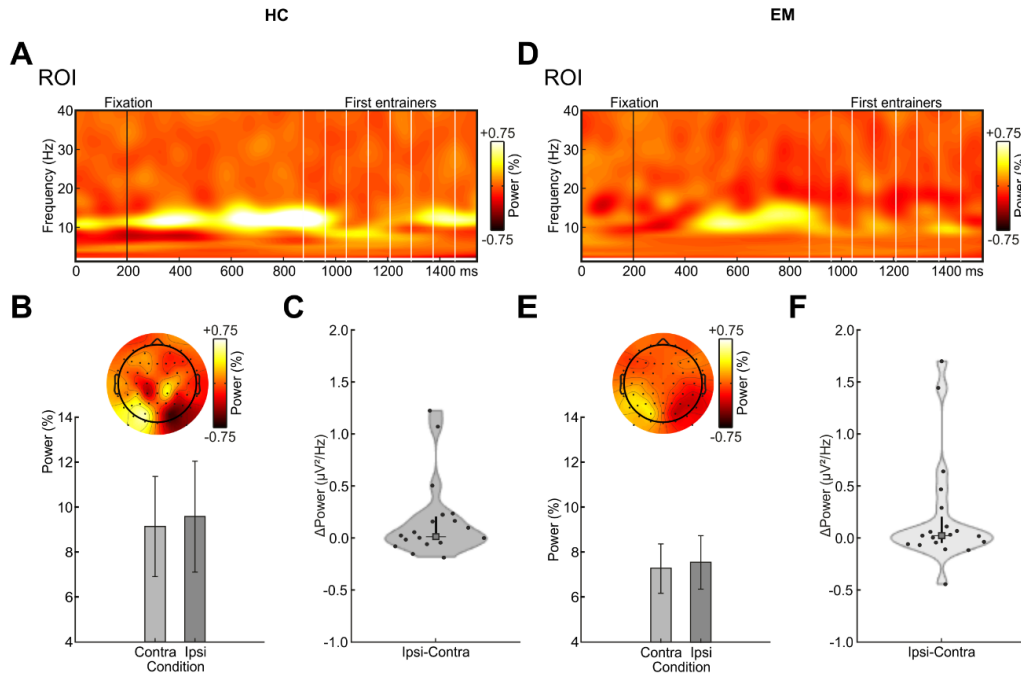 HC
EM
A
ROI
Fixation
First entrainers
40
30
20
10
Frequency (Hz)
+0.75
Power (%)
-0.75
0
200
400
600
800
1000
1200
1400 ms
D
ROI
Fixation
First entrainers
40
30
20
10
Frequency (Hz)
+0.75
Power (%)
-0.75
0
200
400
600
800
1000
1200
1400 ms
B
+0.75
Power (%)
-0.75
Power (%)
14
12
10
8
6
4
Contra
Ipsi
Condition
C
ΔPower (µV²/Hz)
2.0
1.5
1.0
0.5
0.0
-0.5
-1.0
Ipsi-Contra
E
+0.75
Power (%)
-0.75
Power (%)
14
12
10
8
6
4
Contra
Ipsi
Condition
F
ΔPower (µV²/Hz)
2.0
1.5
1.0
0.5
0.0
-0.5
-1.0
Ipsi-Contra